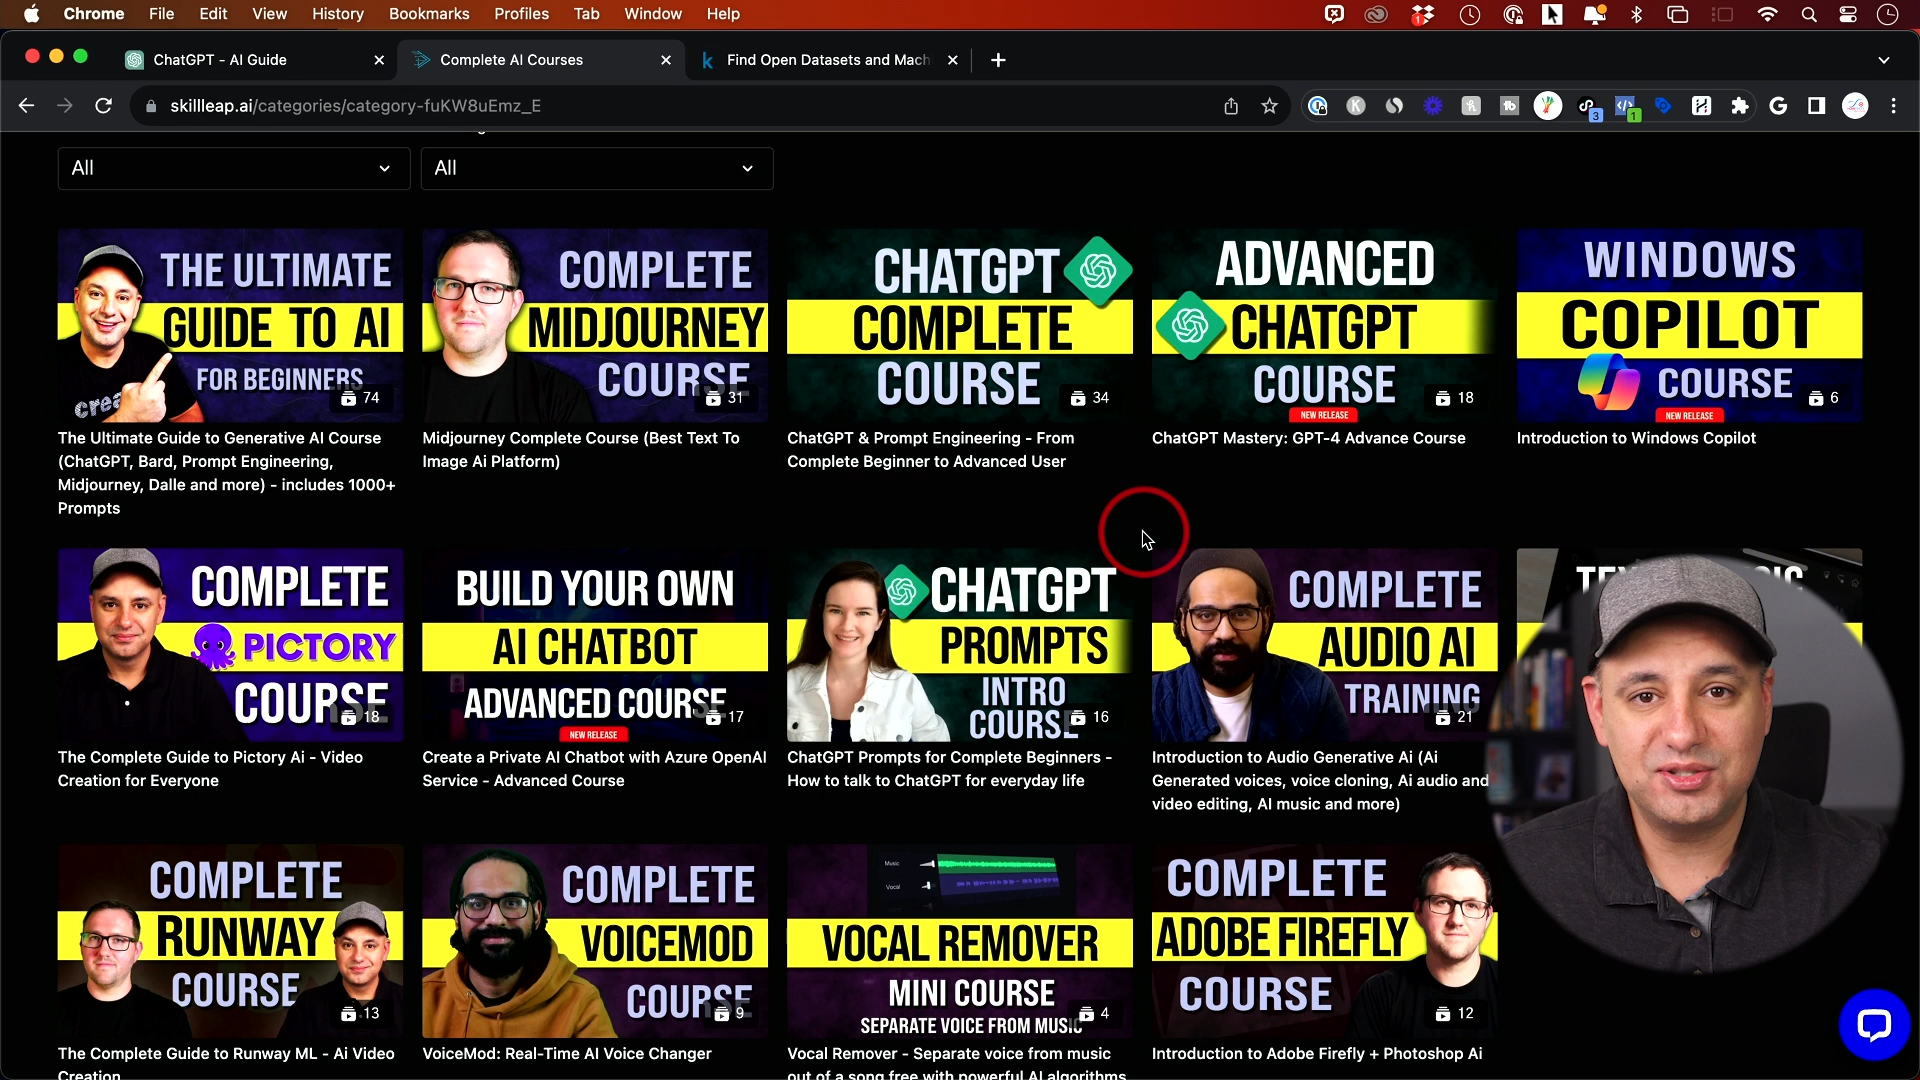 Chrome File Edit View History Bookmarks Profiles Tab Window Help
ChatGPT - AI Guide
Complete AI Courses
Find Open Datasets and Mach
skillleap.ai/categories/category-fuKW8uEmz_E
3
1
All
All
THE ULTIMATE
GUIDE TO AI
FOR BEGINNERS
74
The Ultimate Guide to Generative AI Course
(ChatGPT, Bard, Prompt Engineering,
Midjourney, Dalle and more) - includes 1000+
Prompts
COMPLETE
MIDJOURNEY
COURSE
31
Midjourney Complete Course (Best Text To
Image Ai Platform)
CHATGPT
COMPLETE
COURSE
34
ChatGPT & Prompt Engineering - From
Complete Beginner to Advanced User
ADVANCED
CHATGPT
COURSE
NEW RELEASE
18
ChatGPT Mastery: GPT-4 Advance Course
WINDOWS
COPILOT
COURSE
NEW RELEASE
6
Introduction to Windows Copilot
COMPLETE
PICTORY
COURSE
18
The Complete Guide to Pictory Ai - Video
Creation for Everyone
BUILD YOUR OWN
AI CHATBOT
ADVANCED COURSE
NEW RELEASE
17
Create a Private AI Chatbot with Azure OpenAI
Service - Advanced Course
CHATGPT
PROMPTS
INTRO
COURSE
16
ChatGPT Prompts for Complete Beginners -
How to talk to ChatGPT for everyday life
COMPLETE
AUDIO AI
TRAINING
21
Introduction to Audio Generative Ai (Ai
Generated voices, voice cloning, Ai audio and
video editing, AI music and more)
COMPLETE
RUNWAY
COURSE
13
The Complete Guide to Runway ML - Ai Video
Creation
COMPLETE
VOICEMOD
COURSE
9
VoiceMod: Real-Time AI Voice Changer
Music
Vocal
VOCAL REMOVER
MINI COURSE
SEPARATE VOICE FROM MUSIC
4
Vocal Remover - Separate voice from music
out of a song free with powerful AI algorithms
COMPLETE
ADOBE FIREFLY
COURSE
12
Introduction to Adobe Firefly + Photoshop Ai